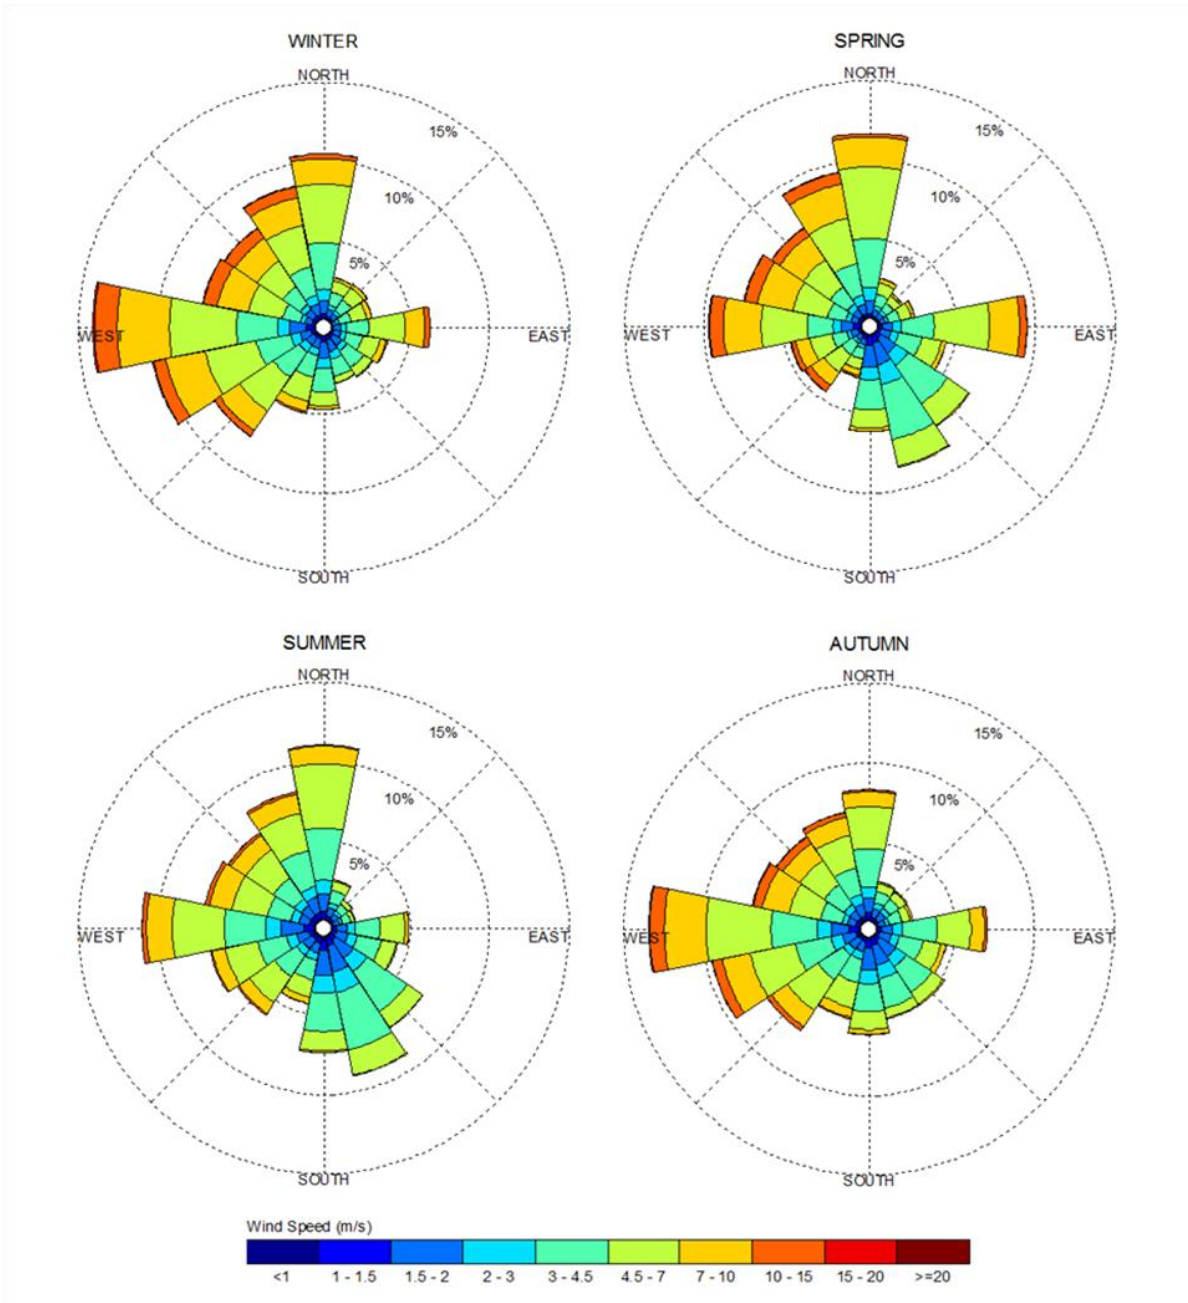 WINTER
NORTH
15%
10%
5%
WEST
EAST
SOUTH
SPRING
NORTH
15%
10%
5%
WEST
EAST
SOUTH
SUMMER
NORTH
15%
10%
5%
WEST
EAST
SOUTH
AUTUMN
NORTH
15%
10%
5%
WEST
EAST
SOUTH
Wind Speed (m/s)
<1 1 - 1.5 1.5 - 2 2 - 3 3 - 4.5 4.5 - 7 7 - 10 10 - 15 15 - 20 >=20